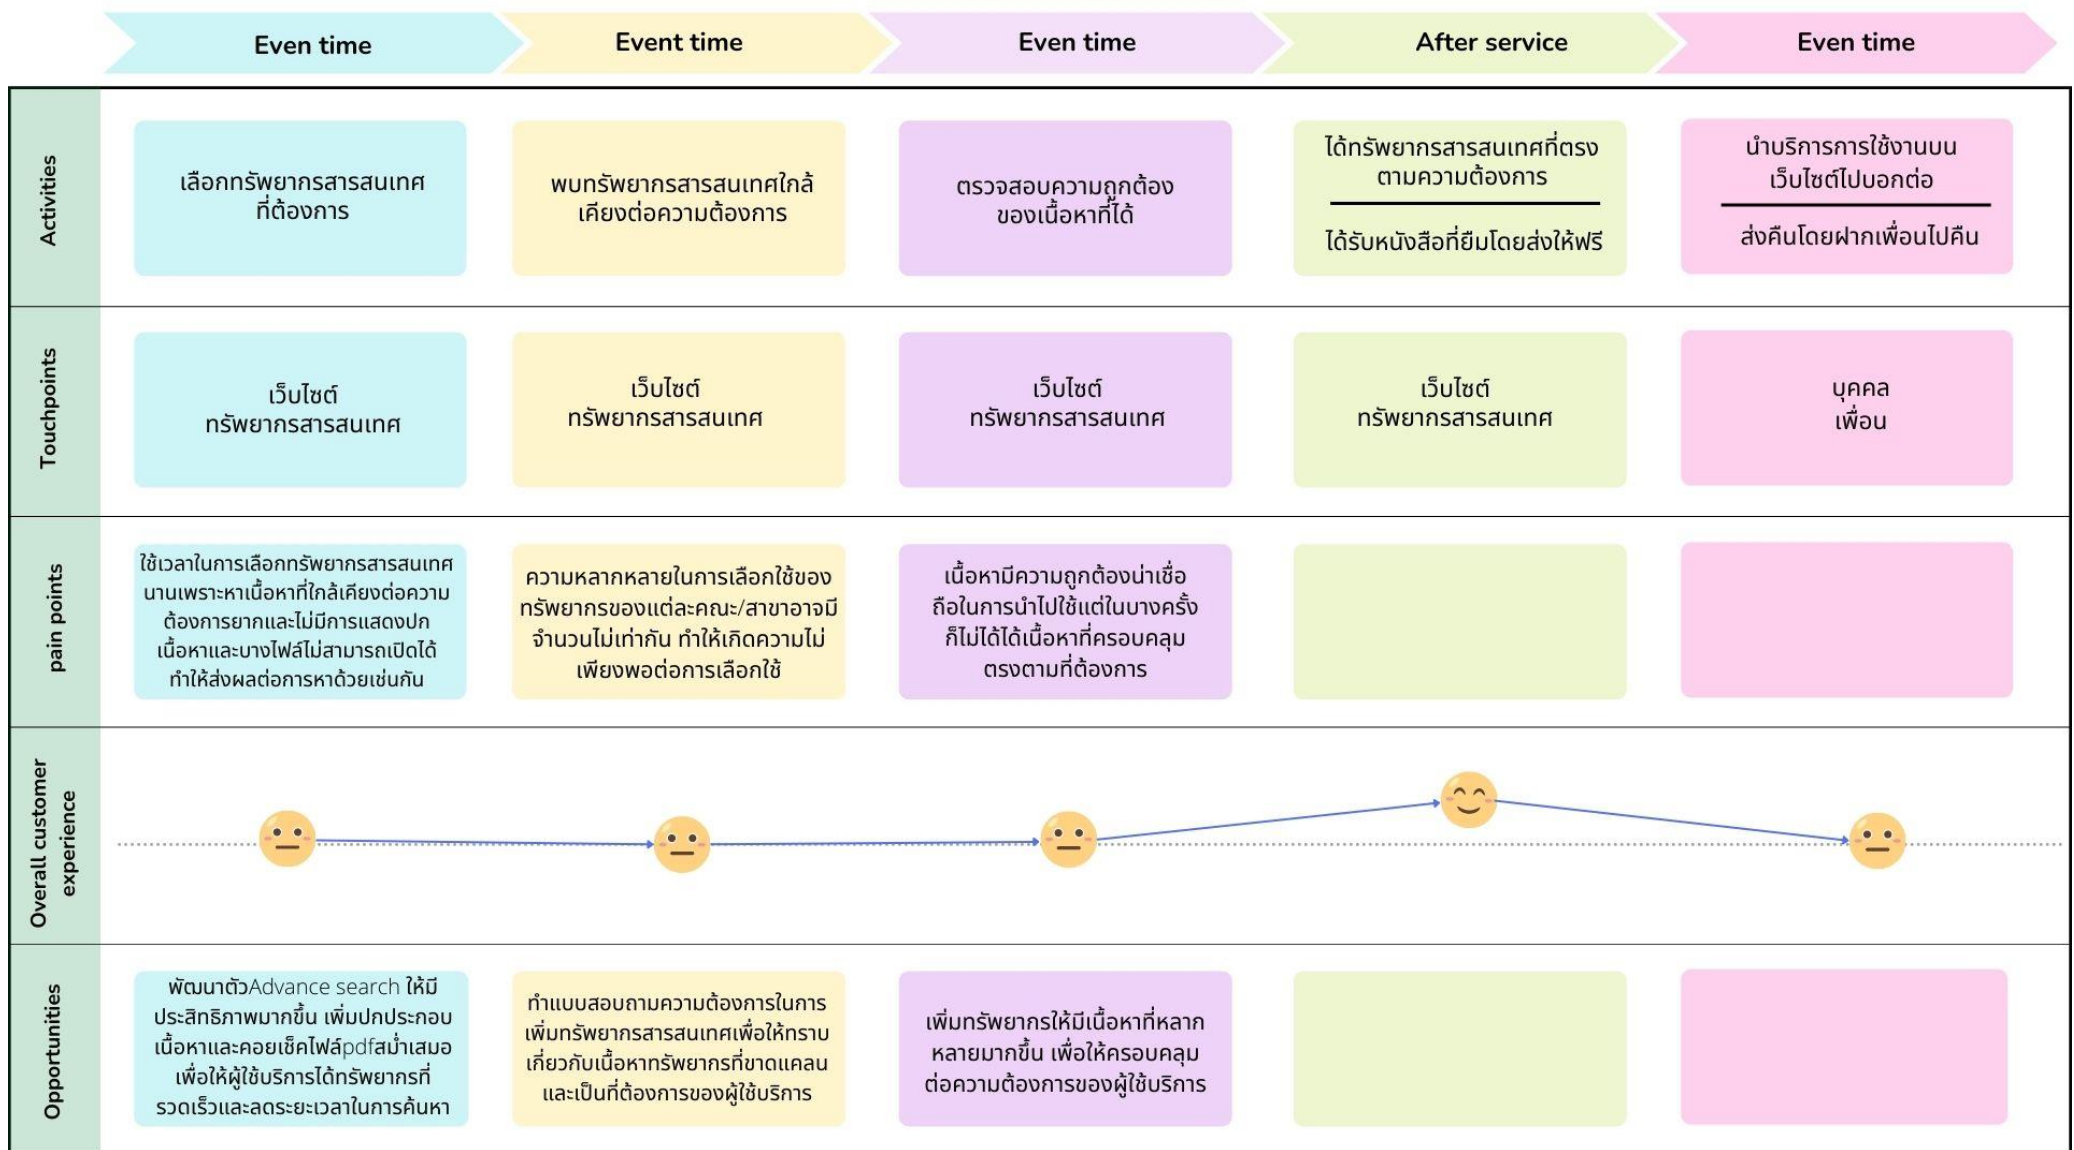 Even time
Event time
Even time
After service
Even time
Activities
เลือกทรัพยากรสารสนเทศ
ที่ต้องการ
พบทรัพยากรสารสนเทศใกล้
เคียงต่อความต้องการ
ตรวจสอบความถูกต้อง
ของเนื้อหาที่ได้
ได้ทรัพยากรสารสนเทศที่ตรง
ตามความต้องการ
ได้รับหนังสือที่ยืมโดยส่งให้ฟรี
นำบริการการใช้งานบน
เว็บไซต์ไปบอกต่อ
ส่งคืนโดยฝากเพื่อนไปคืน
Touchpoints
เว็บไซต์
ทรัพยากรสารสนเทศ
เว็บไซต์
ทรัพยากรสารสนเทศ
เว็บไซต์
ทรัพยากรสารสนเทศ
เว็บไซต์
ทรัพยากรสารสนเทศ
บุคคล
เพื่อน
pain points
ใช้เวลาในการเลือกทรัพยากรสารสนเทศ
นานเพราะหาเนื้อหาที่ใกล้เคียงต่อความ
ต้องการยากและไม่มีการแสดงปก
เนื้อหาและบางไฟล์ไม่สามารถเปิดได้
ทำให้ส่งผลต่อการหาด้วยเช่นกัน
ความหลากหลายในการเลือกใช้ของ
ทรัพยากรของแต่ละคณะ/สาขาอาจมี
จำนวนไม่เท่ากัน ทำให้เกิดความไม่
เพียงพอต่อการเลือกใช้
เนื้อหามีความถูกต้องน่าเชื่อ
ถือในการนำไปใช้แต่ในบางครั้ง
ก็ไม่ได้ได้เนื้อหาที่ครอบคลุม
ตรงตามที่ต้องการ
Overall customer
experience
Opportunities
พัฒนาตัวAdvance search ให้มี
ประสิทธิภาพมากขึ้น เพิ่มปกประกอบ
เนื้อหาและคอยเช็คไฟล์pdfสม่ำเสมอ
เพื่อให้ผู้ใช้บริการได้ทรัพยากรที่
รวดเร็วและลดระยะเวลาในการค้นหา
ทำแบบสอบถามความต้องการในการ
เพิ่มทรัพยากรสารสนเทศเพื่อให้ทราบ
เกี่ยวกับเนื้อหาทรัพยากรที่ขาดแคลน
และเป็นที่ต้องการของผู้ใช้บริการ
เพิ่มทรัพยากรให้มีเนื้อหาที่หลาก
หลายมากขึ้น เพื่อให้ครอบคลุม
ต่อความต้องการของผู้ใช้บริการ